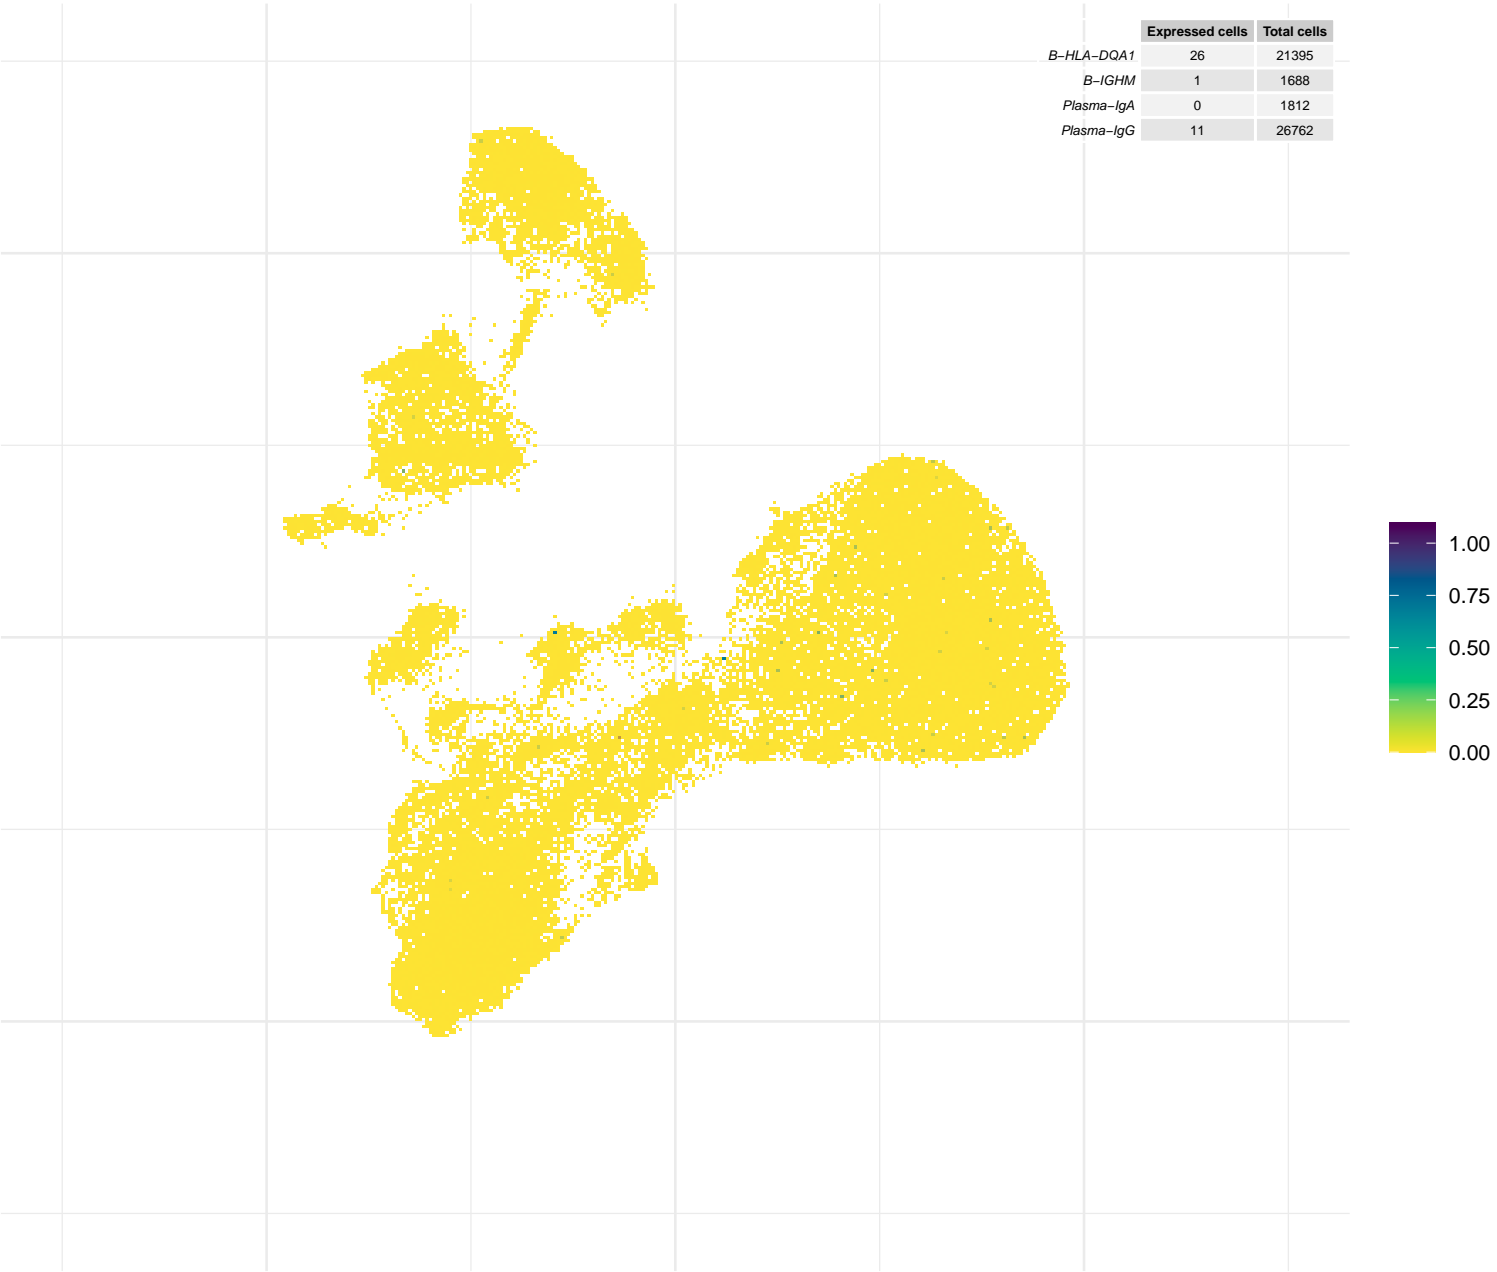 Expressed cells Total cells
B−HLA−DQA1 26 21395
B−IGHM 1 1688
Plasma−IgA 0 1812
Plasma−IgG 11 26762
1.00
0.75
0.50
0.25
0.00